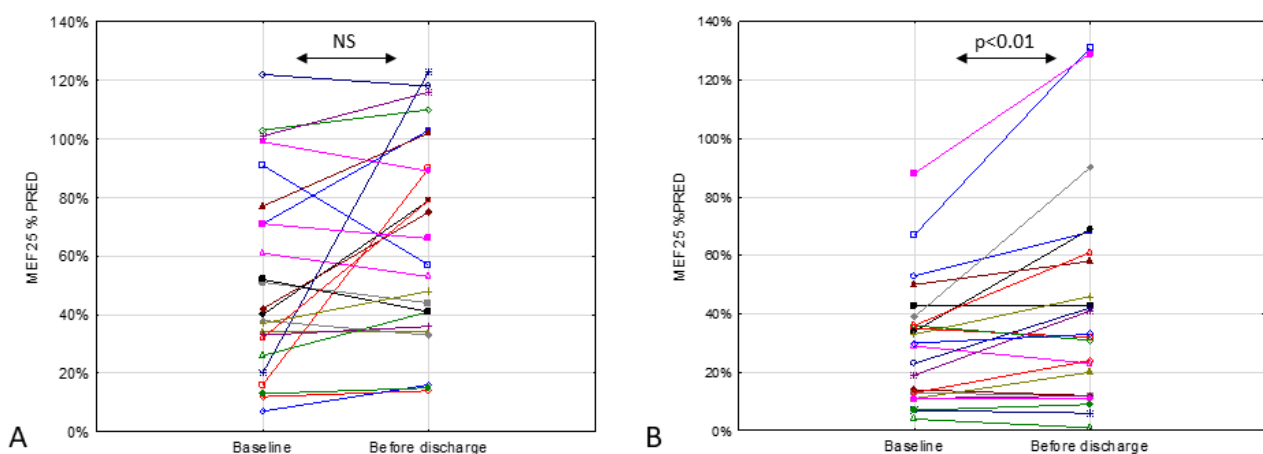 140%
NS
120%
100%
80%
60%
40%
20%
0%
MEF25 % PRED
Baseline
Before discharge
A
140%
p<0.01
120%
100%
80%
60%
40%
20%
0%
MEF25 %PRED
Baseline
Before discharge
B